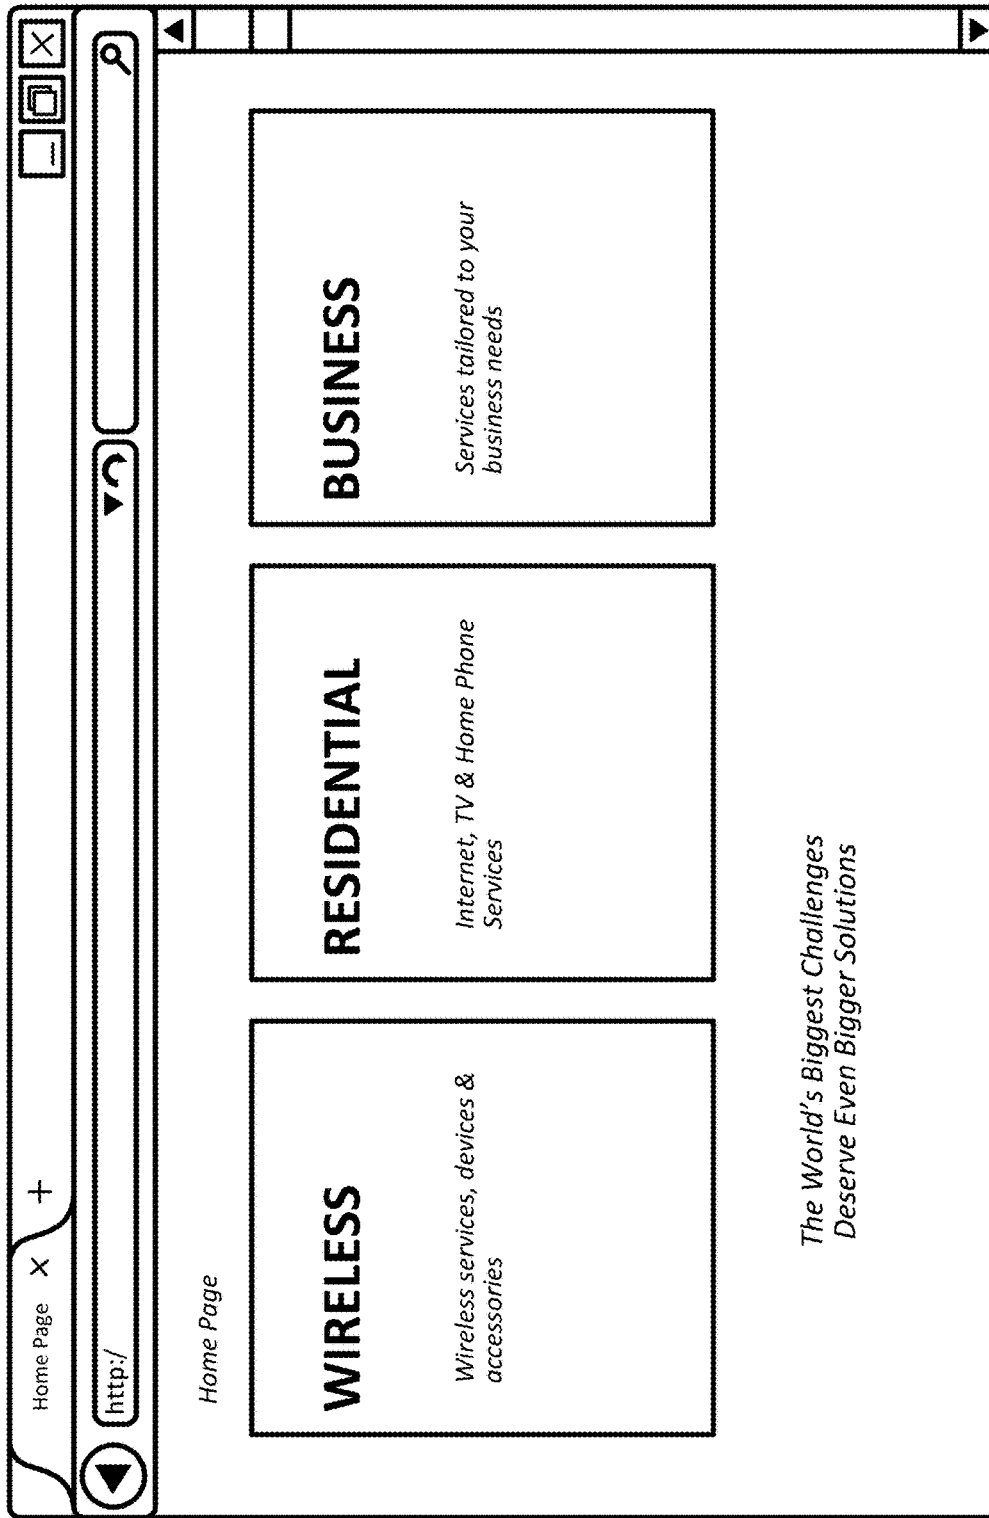 Home Page
http:/
Home Page
WIRELESS
Wireless services, devices &
accessories
RESIDENTIAL
Internet, TV & Home Phone
Services
BUSINESS
Services tailored to your
business needs
The World's Biggest Challenges
Deserve Even Bigger Solutions